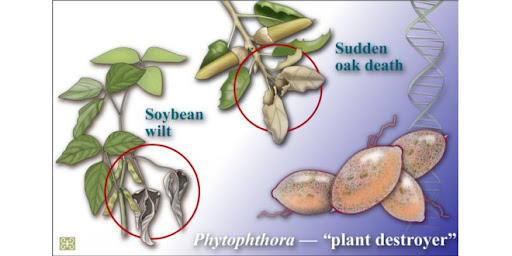 Sudden
oak death
Soybean
wilt
Phytophthora — “plant destroyer”